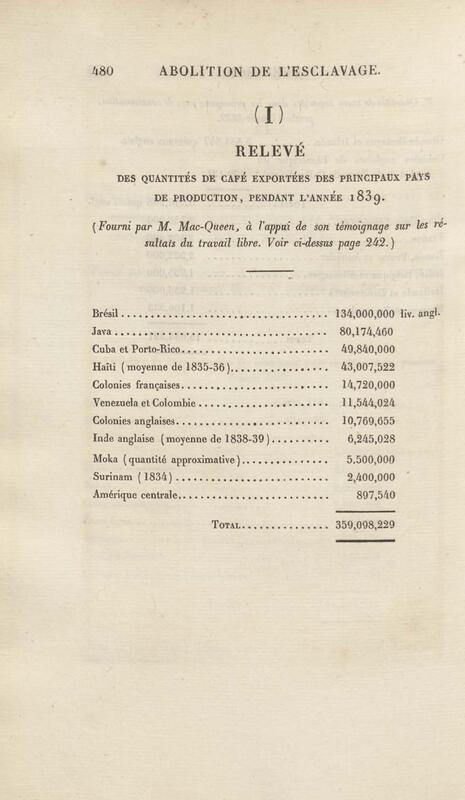 480 ABOLITION DE L'ESCLAVAGE.
(I)
RELEVÉ
DES QUANTITÉS DE CAFÉ EXPORTÉES DES PRINCIPAUX PAYS
DE PRODUCTION, PENDANT L'ANNÉE 1839.
(Fourni par M. Mac-Queen, à l'appui de son témoignage sur les ré-
sultats du travail libre. Voir ci-dessus page 242.)
Brésil.................................. 134,000,000 liv. angl.
Java.................................... 80,174,460
Cuba et Porto-Rico........................ 49,840,000
Haïti (moyenne de 1835-36)................ 43,007,522
Colonies françaises........................ 14,720,000
Venezuela et Colombie..................... 11,544,024
Colonies anglaises......................... 10,769,655
Inde anglaise (moyenne de 1838-39).......... 6,245,028
Moka (quantité approximative).............. 5.500,000
Surinam (1834)......................... 2,400,000
Amérique centrale......................... 897,540
TOTAL.............. 359,098,229